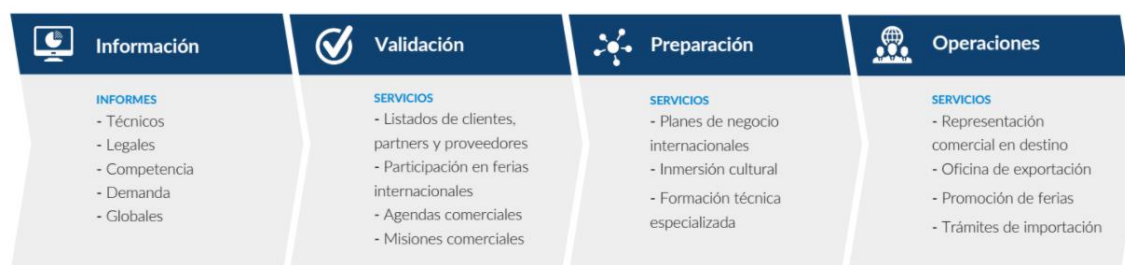 Información
INFORMES
- Técnicos
- Legales
- Competencia
- Demanda
- Globales
Validación
SERVICIOS
- Listados de clientes,
partners y proveedores
- Participación en ferias
internacionales
- Agendas comerciales
- Misiones comerciales
Preparación
SERVICIOS
- Planes de negocio
internacionales
- Inmersión cultural
- Formación técnica
especializada
Operaciones
SERVICIOS
- Representación
comercial en destino
- Oficina de exportación
- Promoción de ferias
- Trámites de importación